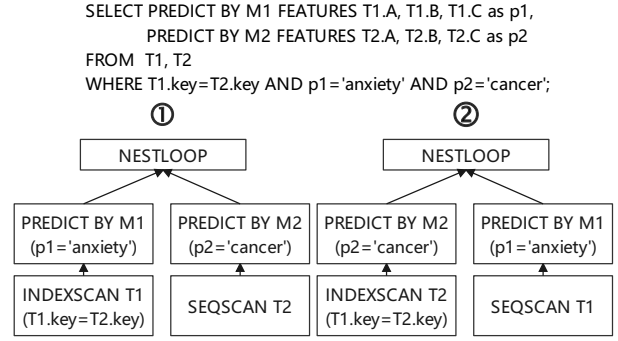 SELECT PREDICT BY M1 FEATURES T1.A, T1.B, T1.C as p1,
PREDICT BY M2 FEATURES T2.A, T2.B, T2.C as p2
FROM T1, T2
WHERE T1.key=T2.key AND p1='anxiety' AND p2='cancer';
① ②
NESTLOOP NESTLOOP
PREDICT BY M1 PREDICT BY M2 PREDICT BY M2 PREDICT BY M1
(p1='anxiety') (p2='cancer') (p2='cancer') (p1='anxiety')
INDEXSCAN T1 SEQSCAN T2 INDEXSCAN T2 SEQSCAN T1
(T1.key=T2.key) (T1.key=T2.key)